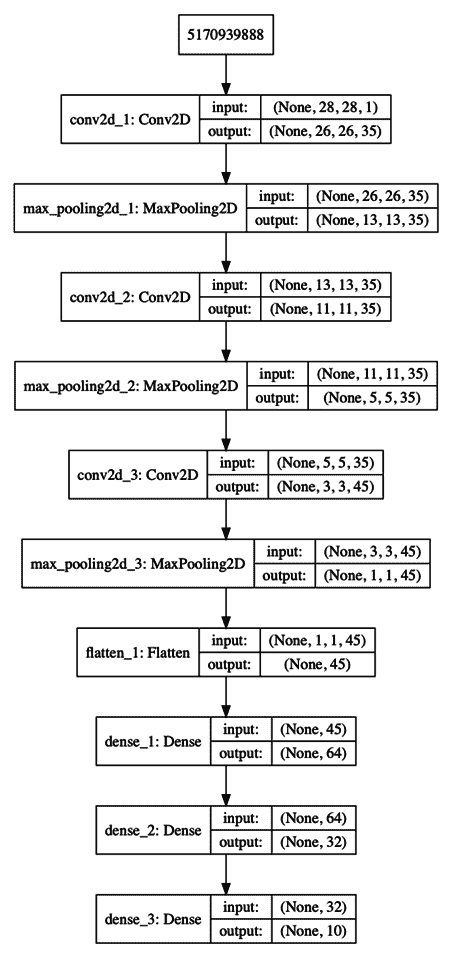 5170939888
conv2d_1: Conv2D input: (None, 28, 28, 1)
output: (None, 26, 26, 35)
max_pooling2d_1: MaxPooling2D input: (None, 26, 26, 35)
output: (None, 13, 13, 35)
conv2d_2: Conv2D input: (None, 13, 13, 35)
output: (None, 11, 11, 35)
max_pooling2d_2: MaxPooling2D input: (None, 11, 11, 35)
output: (None, 5, 5, 35)
conv2d_3: Conv2D input: (None, 5, 5, 35)
output: (None, 3, 3, 45)
max_pooling2d_3: MaxPooling2D input: (None, 3, 3, 45)
output: (None, 1, 1, 45)
flatten_1: Flatten input: (None, 1, 1, 45)
output: (None, 45)
dense_1: Dense input: (None, 45)
output: (None, 64)
dense_2: Dense input: (None, 64)
output: (None, 32)
dense_3: Dense input: (None, 32)
output: (None, 10)